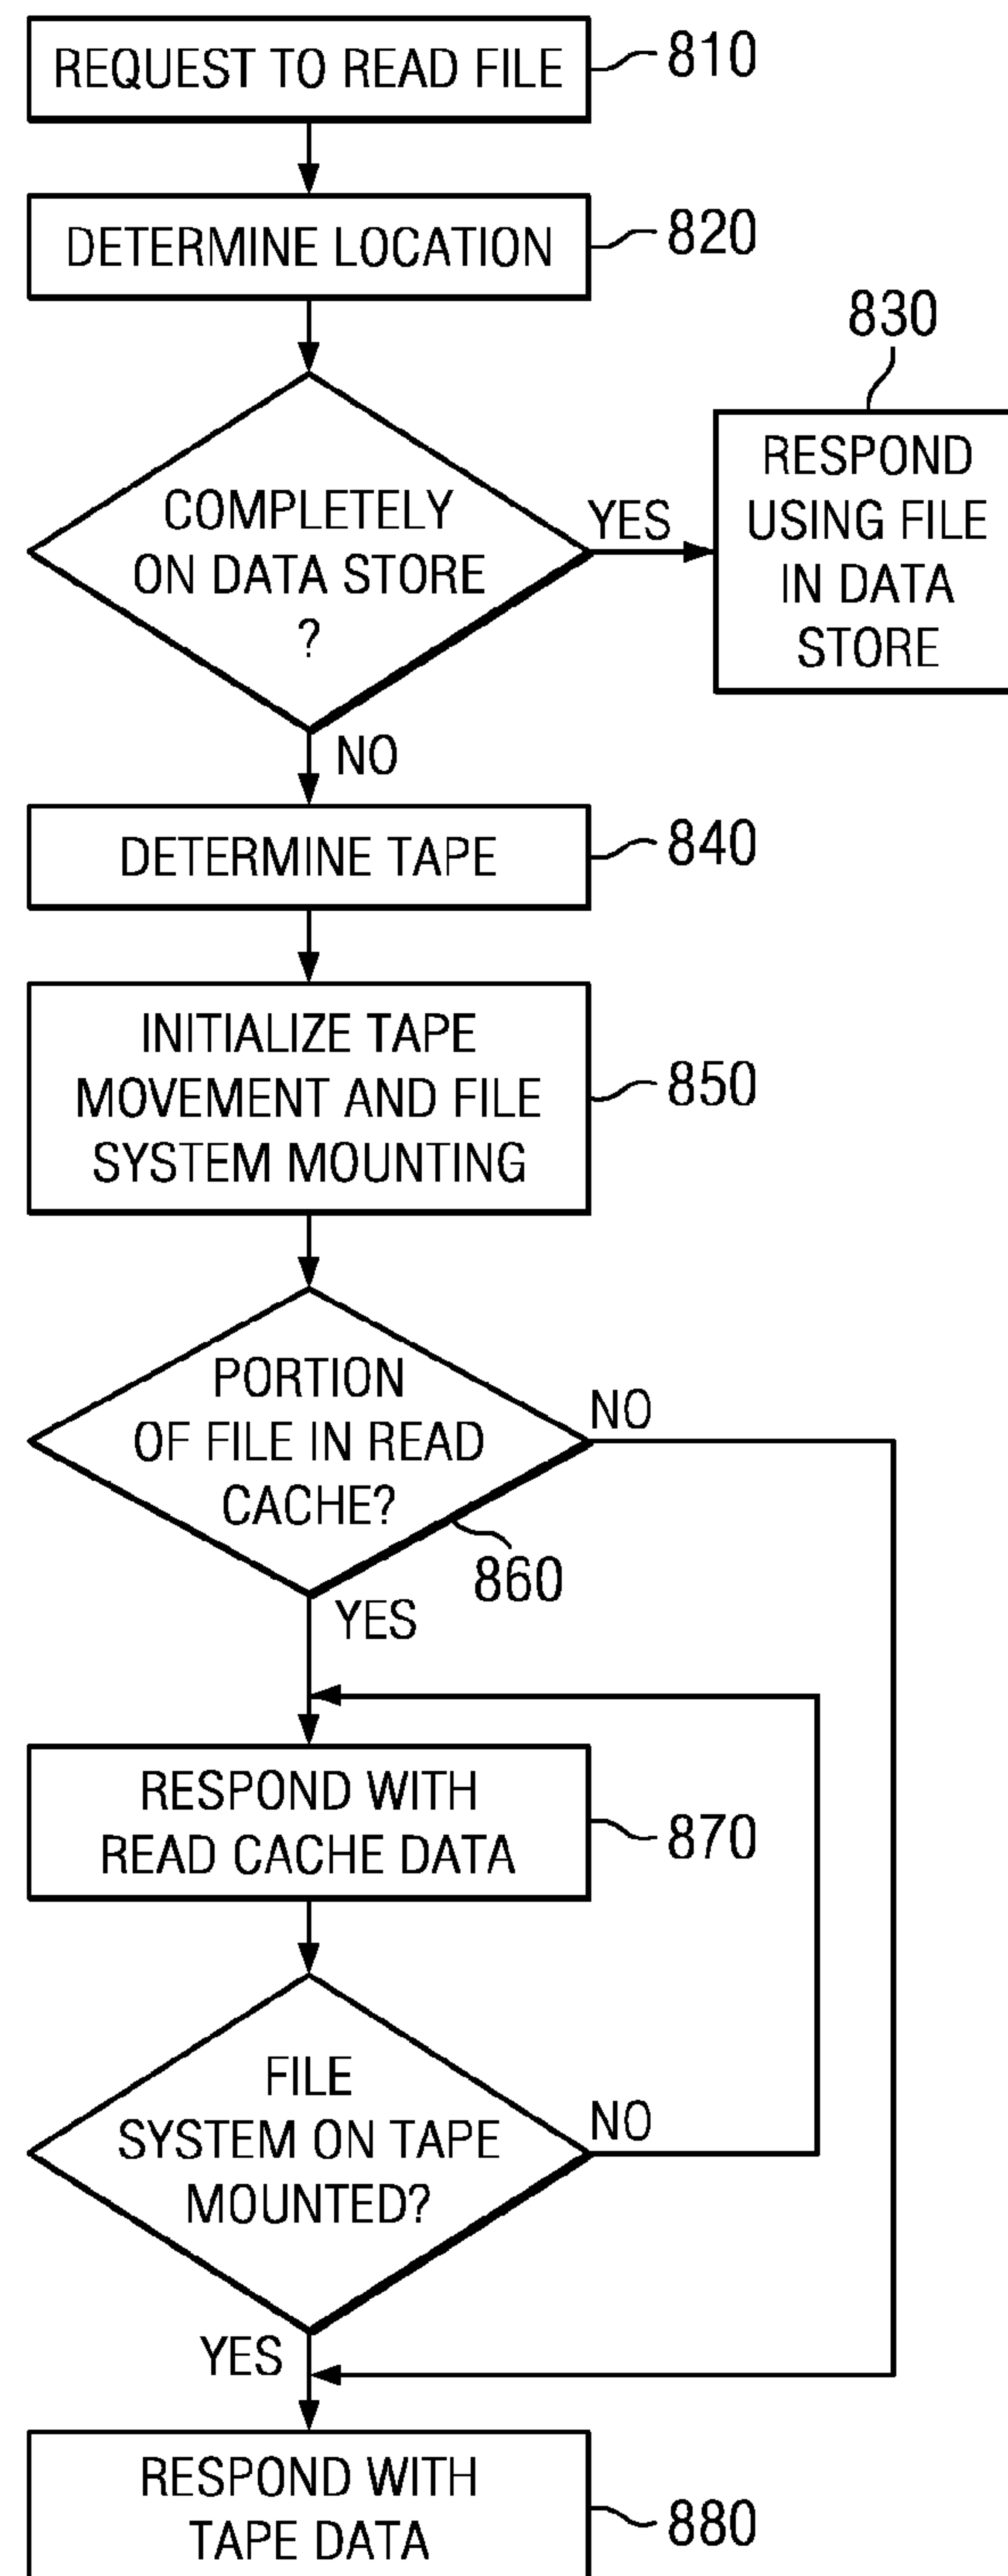 REQUEST TO READ FILE
810
DETERMINE LOCATION
820
830
COMPLETELY
ON DATA STORE
?
YES
RESPOND
USING FILE
IN DATA
STORE
NO
DETERMINE TAPE
840
INITIALIZE TAPE
MOVEMENT AND FILE
SYSTEM MOUNTING
850
PORTION
OF FILE IN READ
CACHE?
NO
860
YES
RESPOND WITH
READ CACHE DATA
870
FILE
SYSTEM ON TAPE
MOUNTED?
NO
YES
RESPOND WITH
TAPE DATA
880